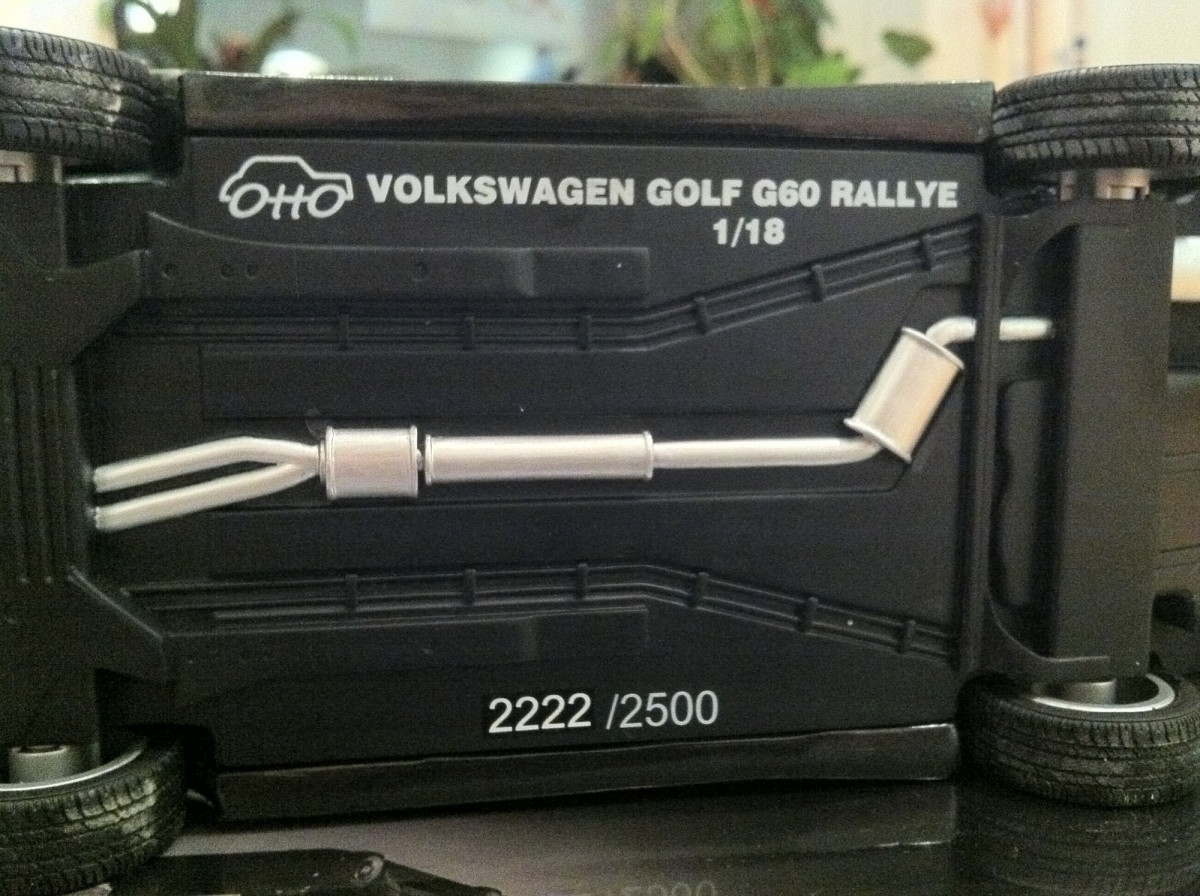 OttO VOLKSWAGEN GOLF G60 RALLYE
1/18
2222 /2500